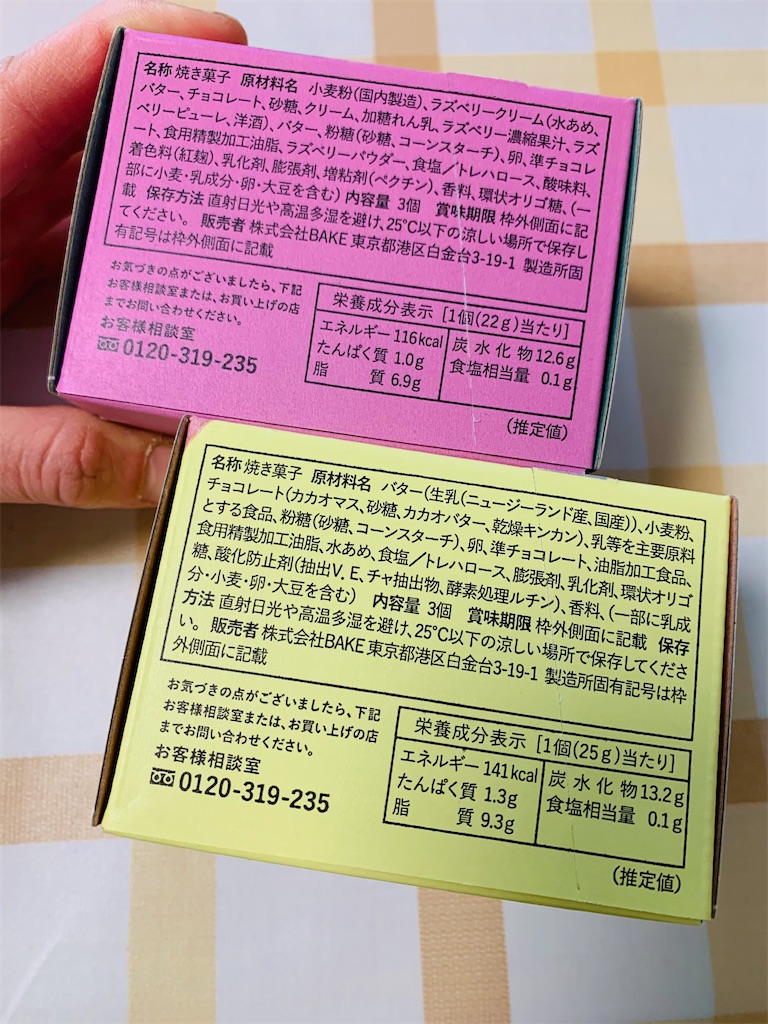 名称 焼き菓子 原材料名 小麦粉(国内製造)、ラズベリークリーム(水あめ、
バター、チョコレート、砂糖、クリーム、加糖れん乳、ラズベリー濃縮果汁、ラズ
ベリーピューレ、洋酒)、バター、粉糖(砂糖、コーンスターチ)、卵、準チョコレ
ート、食用精製加工油脂、ラズベリーパウダー、食塩／トレハロース、酸味料、
着色料(紅麹)、乳化剤、膨張剤、増粘剤(ペクチン)、香料、環状オリゴ糖、(一
部に小麦・乳成分・卵・大豆を含む) 内容量 3個 賞味期限 枠外側面に記
載 保存方法 直射日光や高温多湿を避け、25℃以下の涼しい場所で保存し
てください。 販売者 株式会社BAKE 東京都港区白金台3-19-1 製造所固
有記号は枠外側面に記載
お気づきの点がございましたら、下記
お客様相談室または、お買い上げの店
までお問い合わせください。
お客様相談室
0120-319-235
栄養成分表示 [1個(22g)当たり]
エネルギー 116kcal
たんぱく質 1.0g
脂 質 6.9g
炭水化物 12.6g
食塩相当量 0.1g
(推定値)
名称 焼き菓子 原材料名 バター(生乳(ニュージーランド産、国産))、小麦粉、
チョコレート(カカオマス、砂糖、カカオバター、乾燥キンカン)、乳等を主要原料
とする食品、粉糖(砂糖、コーンスターチ)、卵、準チョコレート、油脂加工食品、
食用精製加工油脂、水あめ、食塩／トレハロース、膨張剤、乳化剤、環状オリゴ
糖、酸化防止剤(抽出V.E、チャ抽出物、酵素処理ルチン)、香料、(一部に乳成
分・小麦・卵・大豆を含む) 内容量 3個 賞味期限 枠外側面に記載 保存
方法 直射日光や高温多湿を避け、25℃以下の涼しい場所で保存してくださ
い。 販売者 株式会社BAKE 東京都港区白金台3-19-1 製造所固有記号は枠
外側面に記載
お気づきの点がございましたら、下記
お客様相談室または、お買い上げの店
までお問い合わせください。
お客様相談室
0120-319-235
栄養成分表示 [1個(25g)当たり]
エネルギー 141kcal
たんぱく質 1.3g
脂 質 9.3g
炭水化物 13.2g
食塩相当量 0.1g
(推定値)